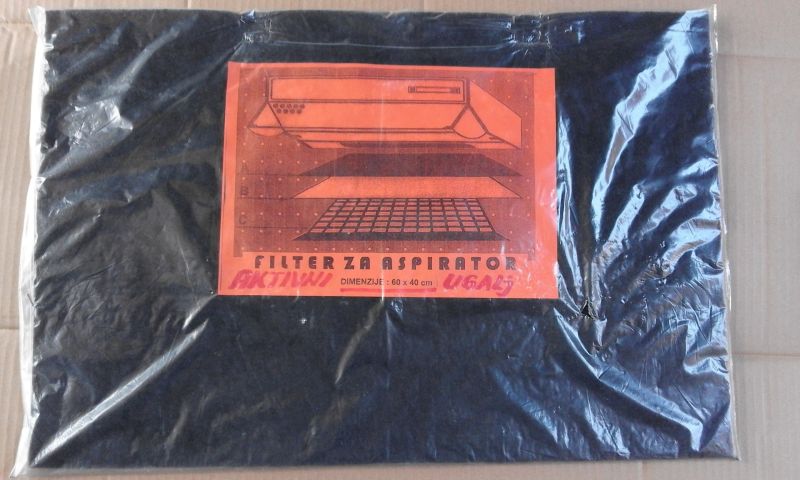 A
B
C
FILTER ZA ASPIRATOR
AKTIVNI DIMENZIJE : 60 x 40 cm UGALJ